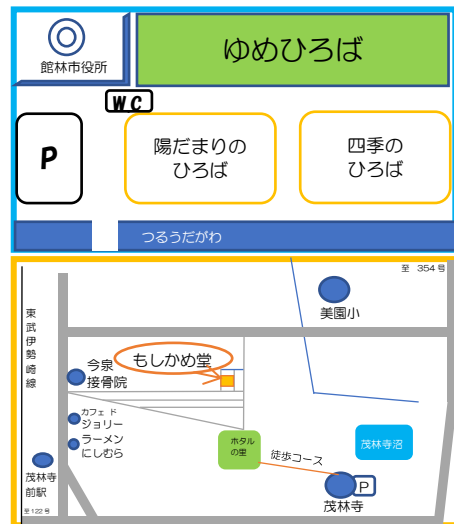 館林市役所
ゆめひろば
WC
P
陽だまりの
ひろば
四季の
ひろば
つるうだがわ
至 354号
東武伊勢崎線
美園小
もしかめ堂
今泉
接骨院
カフェ ド
ジョリー
ラーメン
にしむら
ホタル
の里
茂林寺沼
徒歩コース
茂林寺
前駅
P
茂林寺
至122号